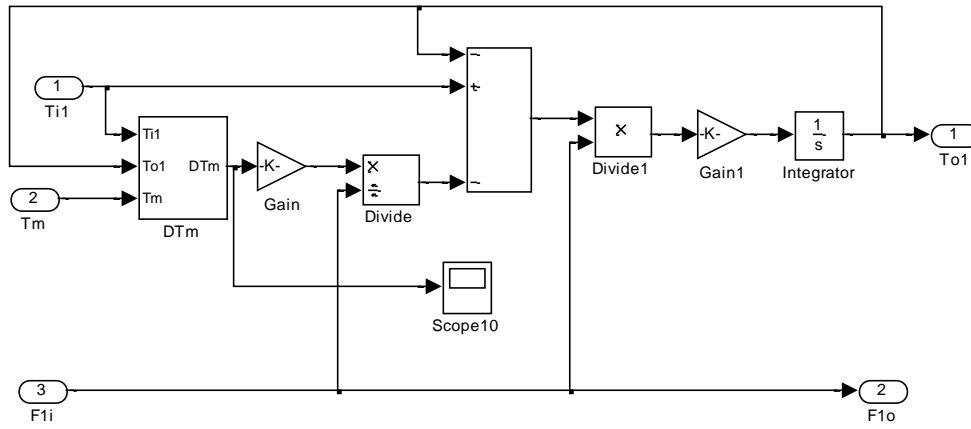 1
Ti1
2
Tm
Ti1
To1
Tm
DTm
DTm
-K-
Gain
×
÷
Divide
−
+
−
×
Divide1
-K-
Gain1
1
s
Integrator
1
To1
Scope10
3
F1i
2
F1o